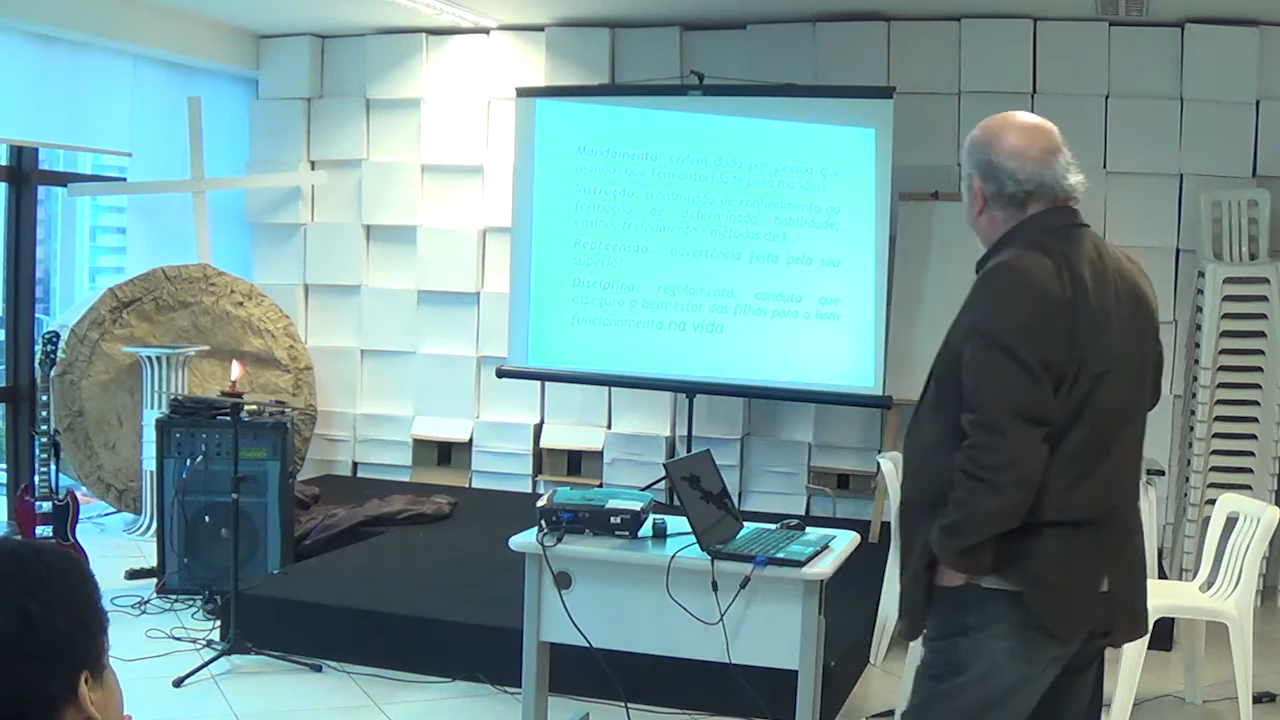 Mandamento: ordem dada por pessoa que
manda; que tem autoridade para mandar;
Instrução: transmissão de conhecimento ou
formação de determinada habilidade,
ensino, treinamento - métodos de I.
Repreensão: advertência feita pelo seu
superior
Disciplina: regulamento, conduta que
assegura o bem estar dos filhos para o bom
funcionamento na vida